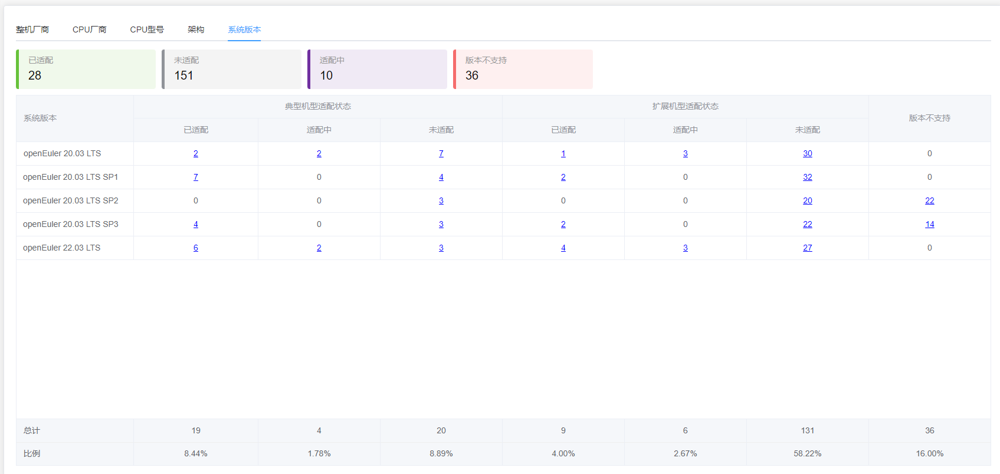 整机厂商 CPU厂商 CPU型号 架构 系统版本
已适配 未适配 适配中 版本不支持
28 151 10 36
系统版本 典型机型适配状态 扩展机型适配状态 版本不支持
已适配 适配中 未适配 已适配 适配中 未适配
openEuler 20.03 LTS 2 2 7 1 3 30 0
openEuler 20.03 LTS SP1 7 0 4 2 0 32 0
openEuler 20.03 LTS SP2 0 0 3 0 0 20 22
openEuler 20.03 LTS SP3 4 0 3 2 0 22 14
openEuler 22.03 LTS 6 2 3 4 3 27 0
总计 19 4 20 9 6 131 36
比例 8.44% 1.78% 8.89% 4.00% 2.67% 58.22% 16.00%